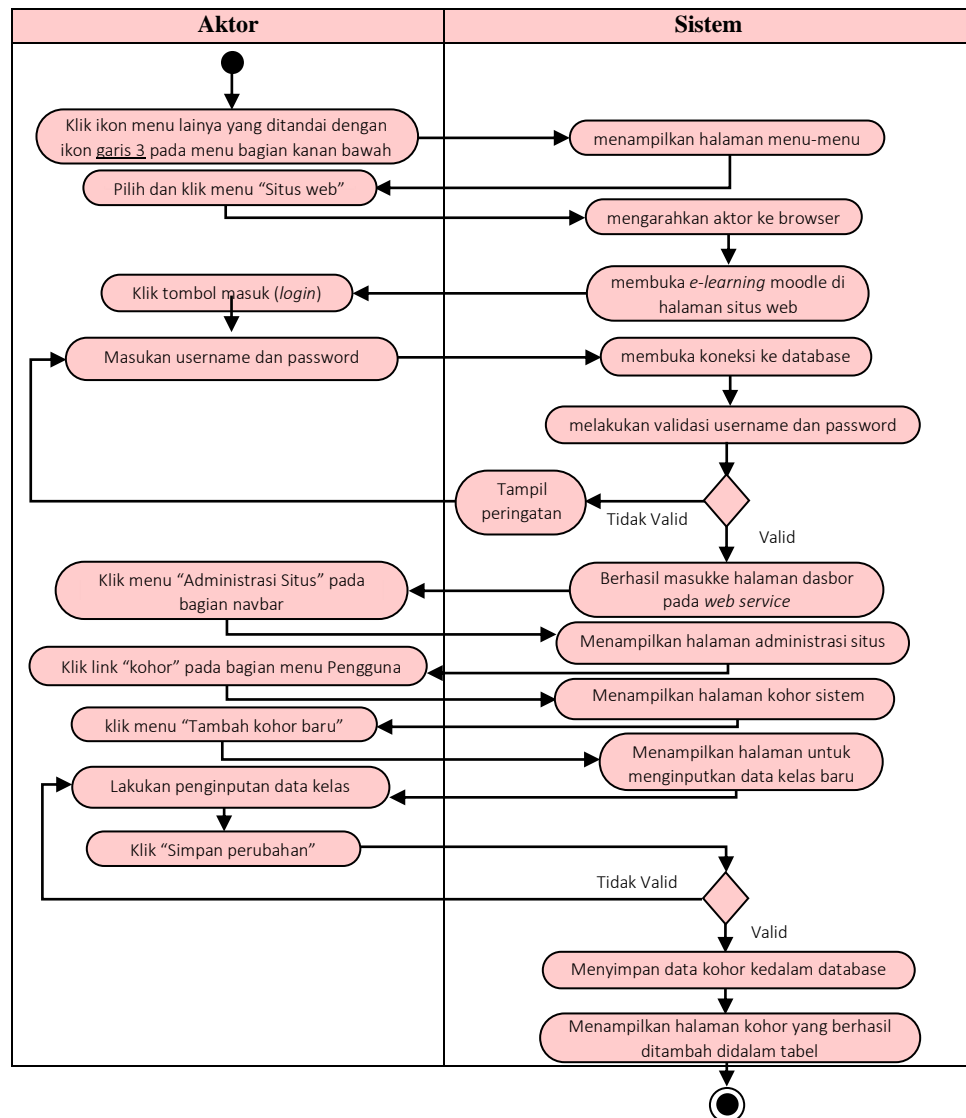 Aktor
Sistem
Klik ikon menu lainya yang ditandai dengan
ikon garis 3 pada menu bagian kanan bawah
menampilkan halaman menu-menu
Pilih dan klik menu “Situs web”
mengarahkan aktor ke browser
membuka e-learning moodle di
halaman situs web
Klik tombol masuk (login)
Masukan username dan password
membuka koneksi ke database
melakukan validasi username dan password
Tampil
peringatan
Tidak Valid
Valid
Berhasil masukke halaman dasbor
pada web service
Klik menu “Administrasi Situs” pada
bagian navbar
Menampilkan halaman administrasi situs
Klik link “kohor” pada bagian menu Pengguna
Menampilkan halaman kohor sistem
klik menu “Tambah kohor baru”
Menampilkan halaman untuk
menginputkan data kelas baru
Lakukan penginputan data kelas
Klik “Simpan perubahan”
Tidak Valid
Valid
Menyimpan data kohor kedalam database
Menampilkan halaman kohor yang berhasil
ditambah didalam tabel